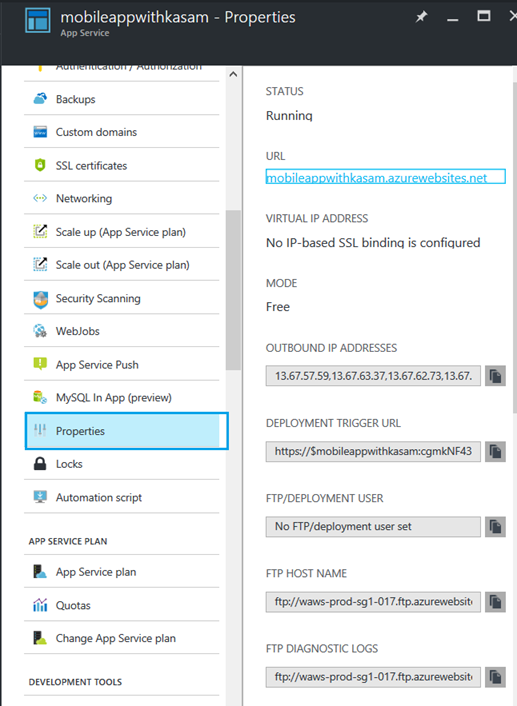 mobileappwithkasam - Properties
App Service
Authentication / Authorization
Backups
Custom domains
SSL certificates
Networking
Scale up (App Service plan)
Scale out (App Service plan)
Security Scanning
WebJobs
App Service Push
MySQL In App (preview)
Properties
Locks
Automation script
APP SERVICE PLAN
App Service plan
Quotas
Change App Service plan
DEVELOPMENT TOOLS
STATUS
Running
URL
mobileappwithkasam.azurewebsites.net
VIRTUAL IP ADDRESS
No IP-based SSL binding is configured
MODE
Free
OUTBOUND IP ADDRESSES
13.67.57.59,13.67.63.37,13.67.62.73,13.67.
DEPLOYMENT TRIGGER URL
https://$mobileappwithkasam:cgmkNF43
FTP/DEPLOYMENT USER
No FTP/deployment user set
FTP HOST NAME
ftp://waws-prod-sg1-017.ftp.azurewebsite
FTP DIAGNOSTIC LOGS
ftp://waws-prod-sg1-017.ftp.azurewebsite